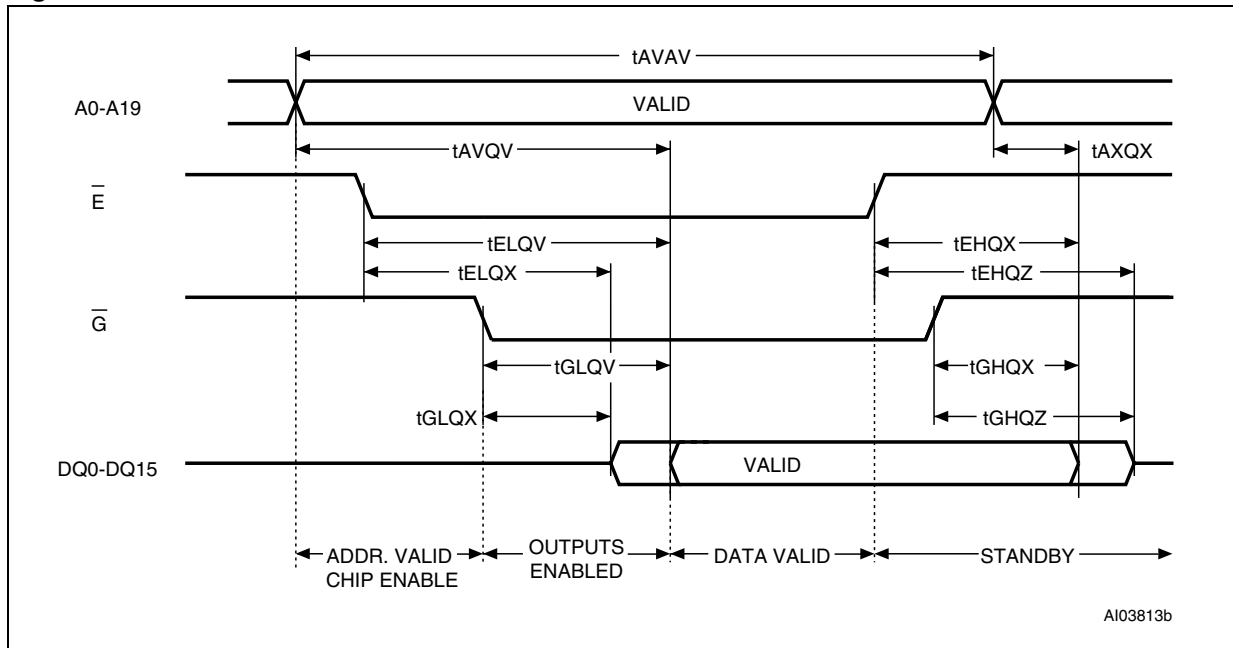 tAVAV
A0-A19
VALID
tAVQV
tAXQX
E
tELQV
tEHQX
tELQX
tEHQZ
G
tGLQV
tGHQX
tGLQX
tGHQZ
DQ0-DQ15
VALID
ADDR. VALID
CHIP ENABLE
OUTPUTS
ENABLED
DATA VALID
STANDBY
AI03813b